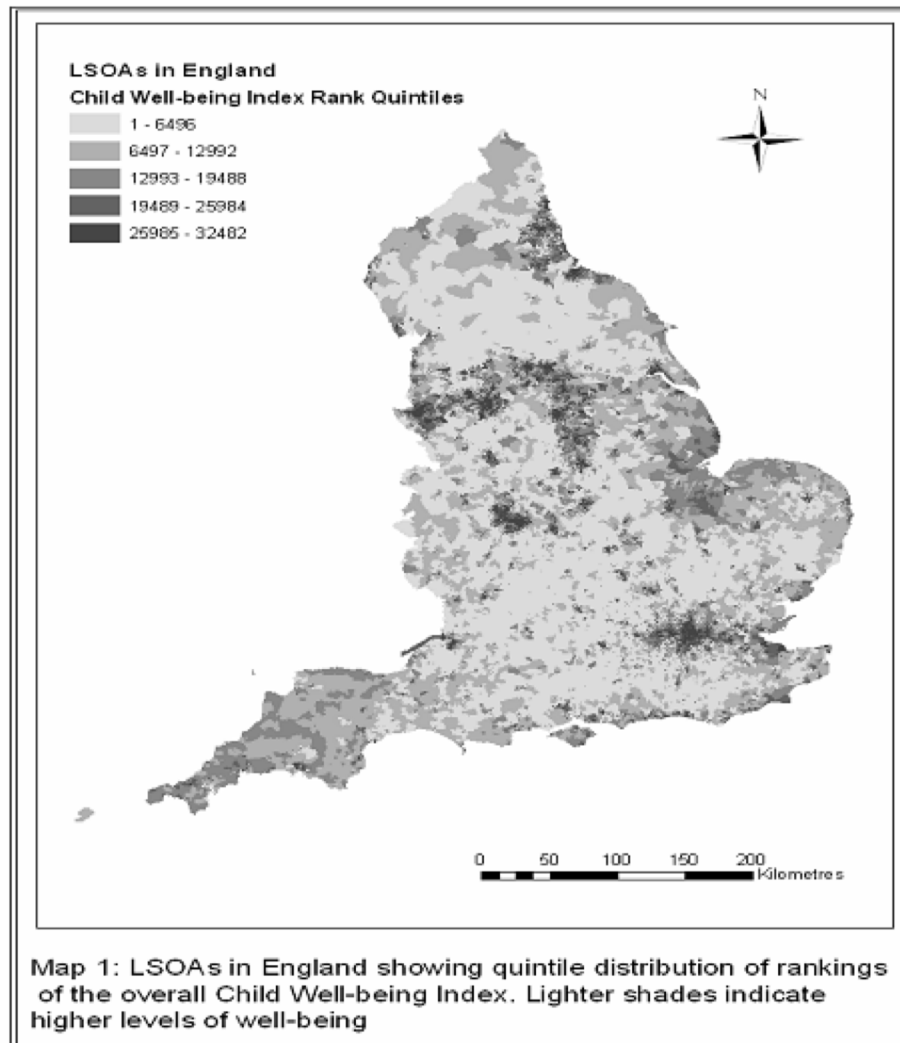 LSOAs in England
Child Well-being Index Rank Quintiles
1 - 6496
6497 - 12992
12993 - 19488
19489 - 25984
25985 - 32482
N
0 50 100 150 200
Kilometres
Map 1: LSOAs in England showing quintile distribution of rankings
of the overall Child Well-being Index. Lighter shades indicate
higher levels of well-being